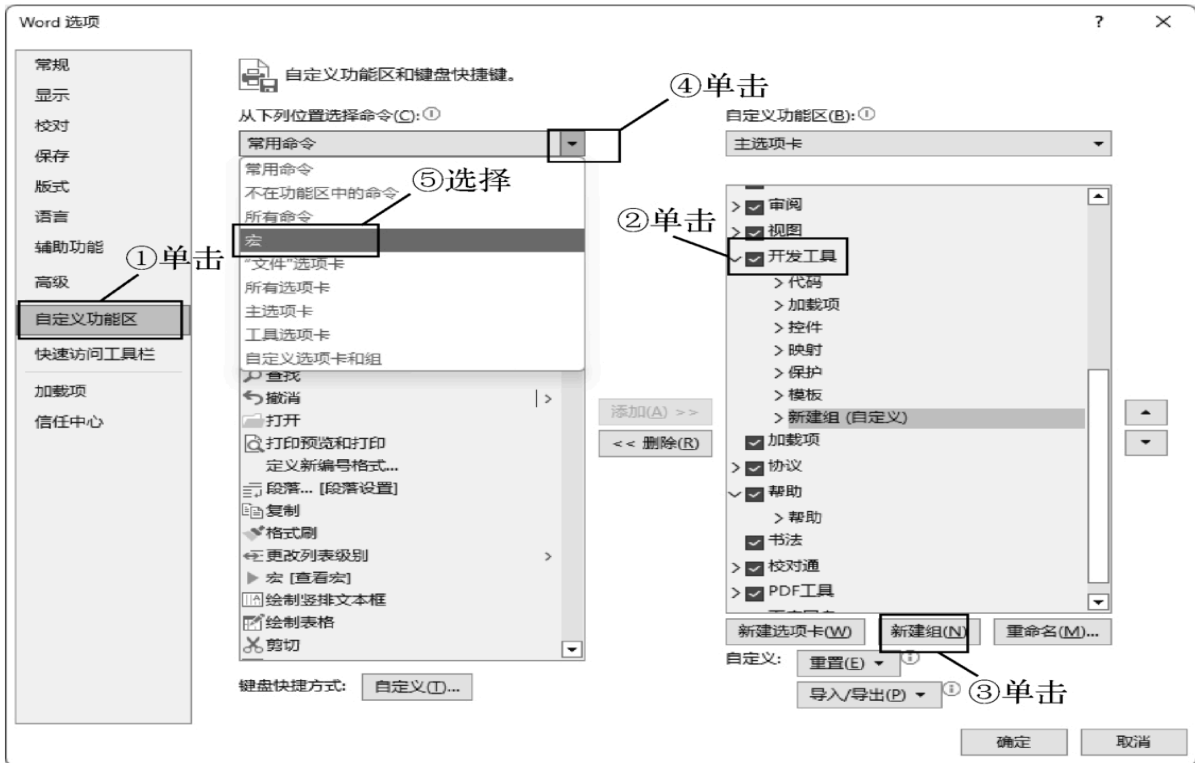 Word 选项
?
常规
显示
校对
保存
版式
语言
辅助功能
高级
自定义功能区
快速访问工具栏
加载项
信任中心
①单击
自定义功能区和键盘快捷键。
从下列位置选择命令(C):
常用命令
④单击
常用命令
不在功能区中的命令
所有命令
宏
"文件"选项卡
所有选项卡
主选项卡
工具选项卡
自定义选项卡和组
⑤选择
查找
撤消
打开
打印预览和打印
定义新编号格式...
段落... [段落设置]
复制
格式刷
更改列表级别
宏 [查看宏]
绘制竖排文本框
绘制表格
剪切
键盘快捷方式:
自定义(T)...
添加(A) >>
<< 删除(R)
自定义功能区(B):
主选项卡
②单击
审阅
视图
开发工具
代码
加载项
控件
映射
保护
模板
新建组 (自定义)
加载项
协议
帮助
帮助
书法
校对通
PDF工具
新建选项卡(W)
新建组(N)
重命名(M)...
自定义:
重置(E)
导入/导出(P)
③单击
确定
取消